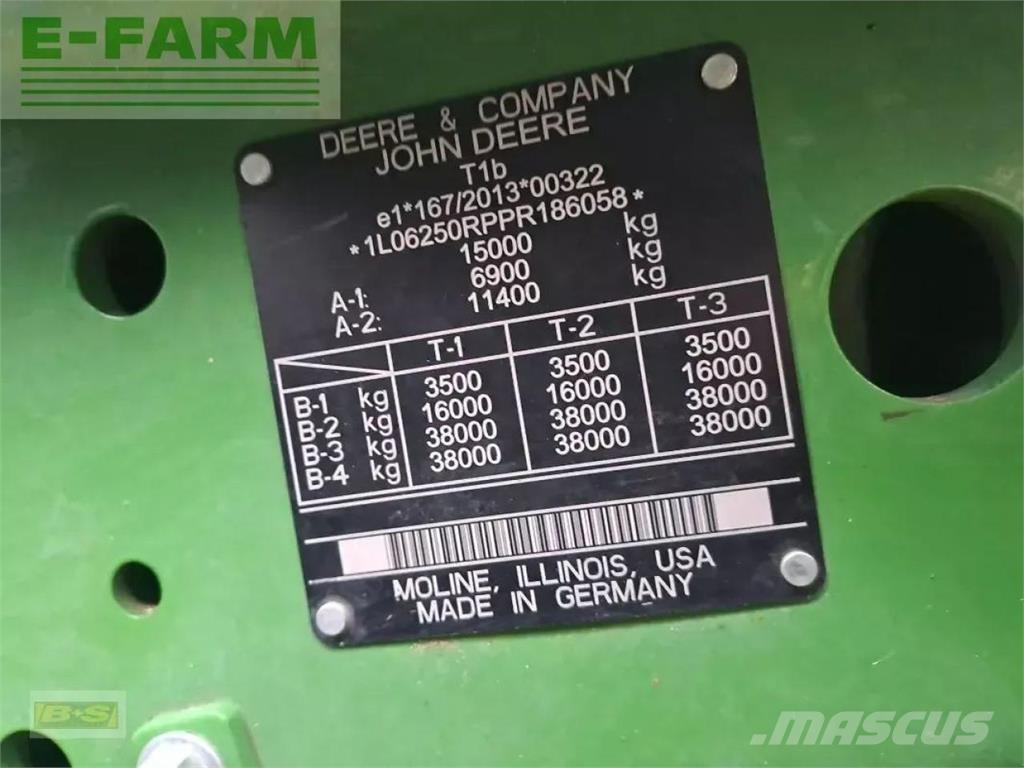 E-FARM
DEERE & COMPANY
JOHN DEERE
T1b
e1*167/2013*00322
*1L06250RPPR186058*
15000 kg
A-1: 6900 kg
A-2: 11400 kg
T-1 T-2 T-3
B-1 kg 3500 3500 3500
B-2 kg 16000 16000 16000
B-3 kg 38000 38000 38000
B-4 kg 38000 38000 38000
MOLINE, ILLINOIS, USA
MADE IN GERMANY
B+S
MASCUS